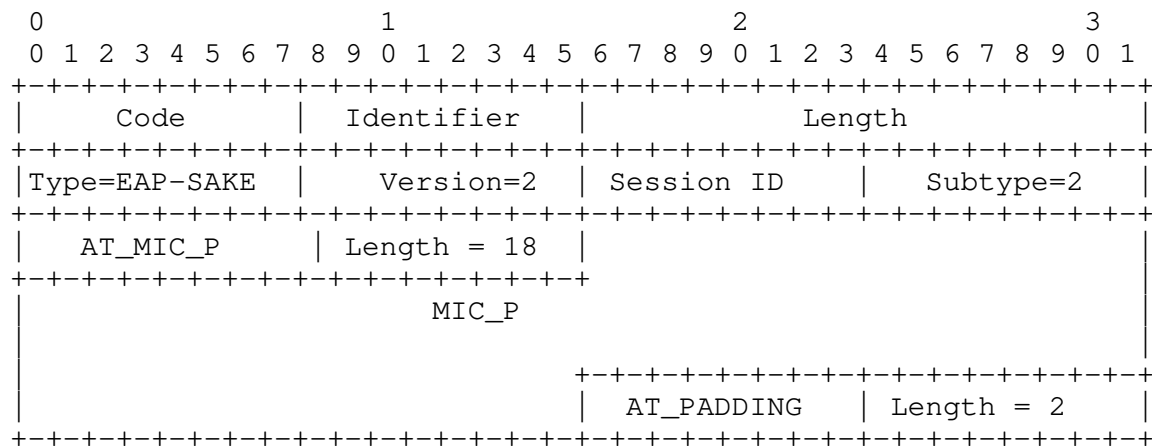 0                   1                   2                   3
 0 1 2 3 4 5 6 7 8 9 0 1 2 3 4 5 6 7 8 9 0 1 2 3 4 5 6 7 8 9 0 1
+-+-+-+-+-+-+-+-+-+-+-+-+-+-+-+-+-+-+-+-+-+-+-+-+-+-+-+-+-+-+-+-+
|     Code      |  Identifier   |            Length             |
+-+-+-+-+-+-+-+-+-+-+-+-+-+-+-+-+-+-+-+-+-+-+-+-+-+-+-+-+-+-+-+-+
|Type=EAP-SAKE  |    Version=2  | Session ID    |   Subtype=2   |
+-+-+-+-+-+-+-+-+-+-+-+-+-+-+-+-+-+-+-+-+-+-+-+-+-+-+-+-+-+-+-+-+
|   AT_MIC_P     | Length = 18  |                               |
+-+-+-+-+-+-+-+-+-+-+-+-+-+-+-+-+                               |
|                       MIC_P                                   |
|                                                               |
|                               +-+-+-+-+-+-+-+-+-+-+-+-+-+-+-+-+
|                               |  AT_PADDING   | Length = 2    |
+-+-+-+-+-+-+-+-+-+-+-+-+-+-+-+-+-+-+-+-+-+-+-+-+-+-+-+-+-+-+-+-+